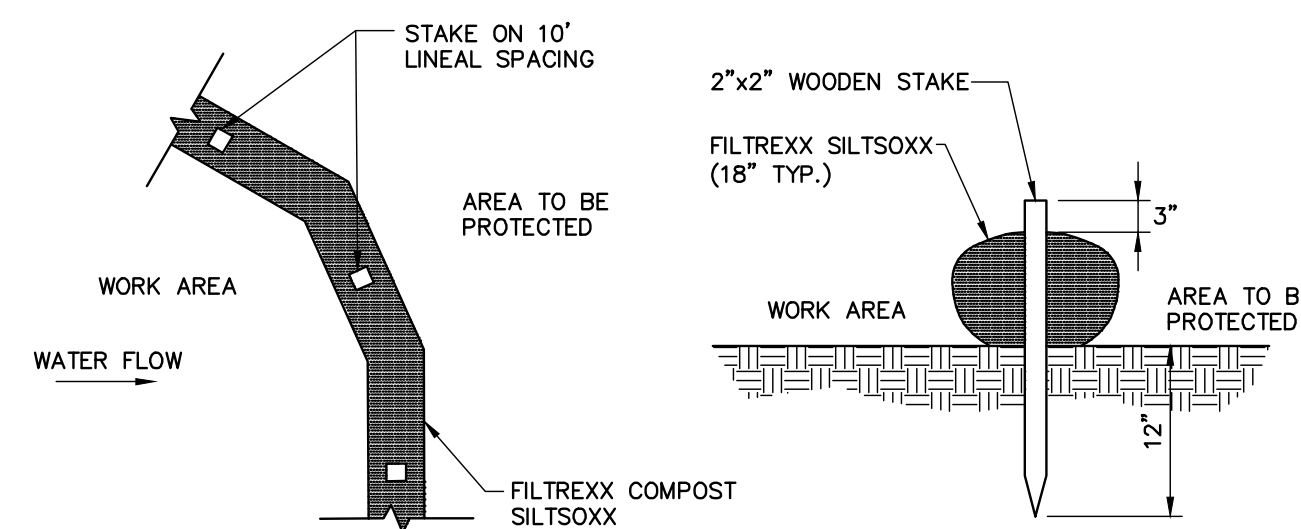 STAKE ON 10'
LINEAL SPACING
AREA TO BE
PROTECTED
WORK AREA
WATER FLOW
FILTREXX COMPOST
SILTSOXX
2"x2" WOODEN STAKE
FILTREXX SILTSOXX
(18" TYP.)
3"
WORK AREA
AREA TO B
PROTECTED
12"